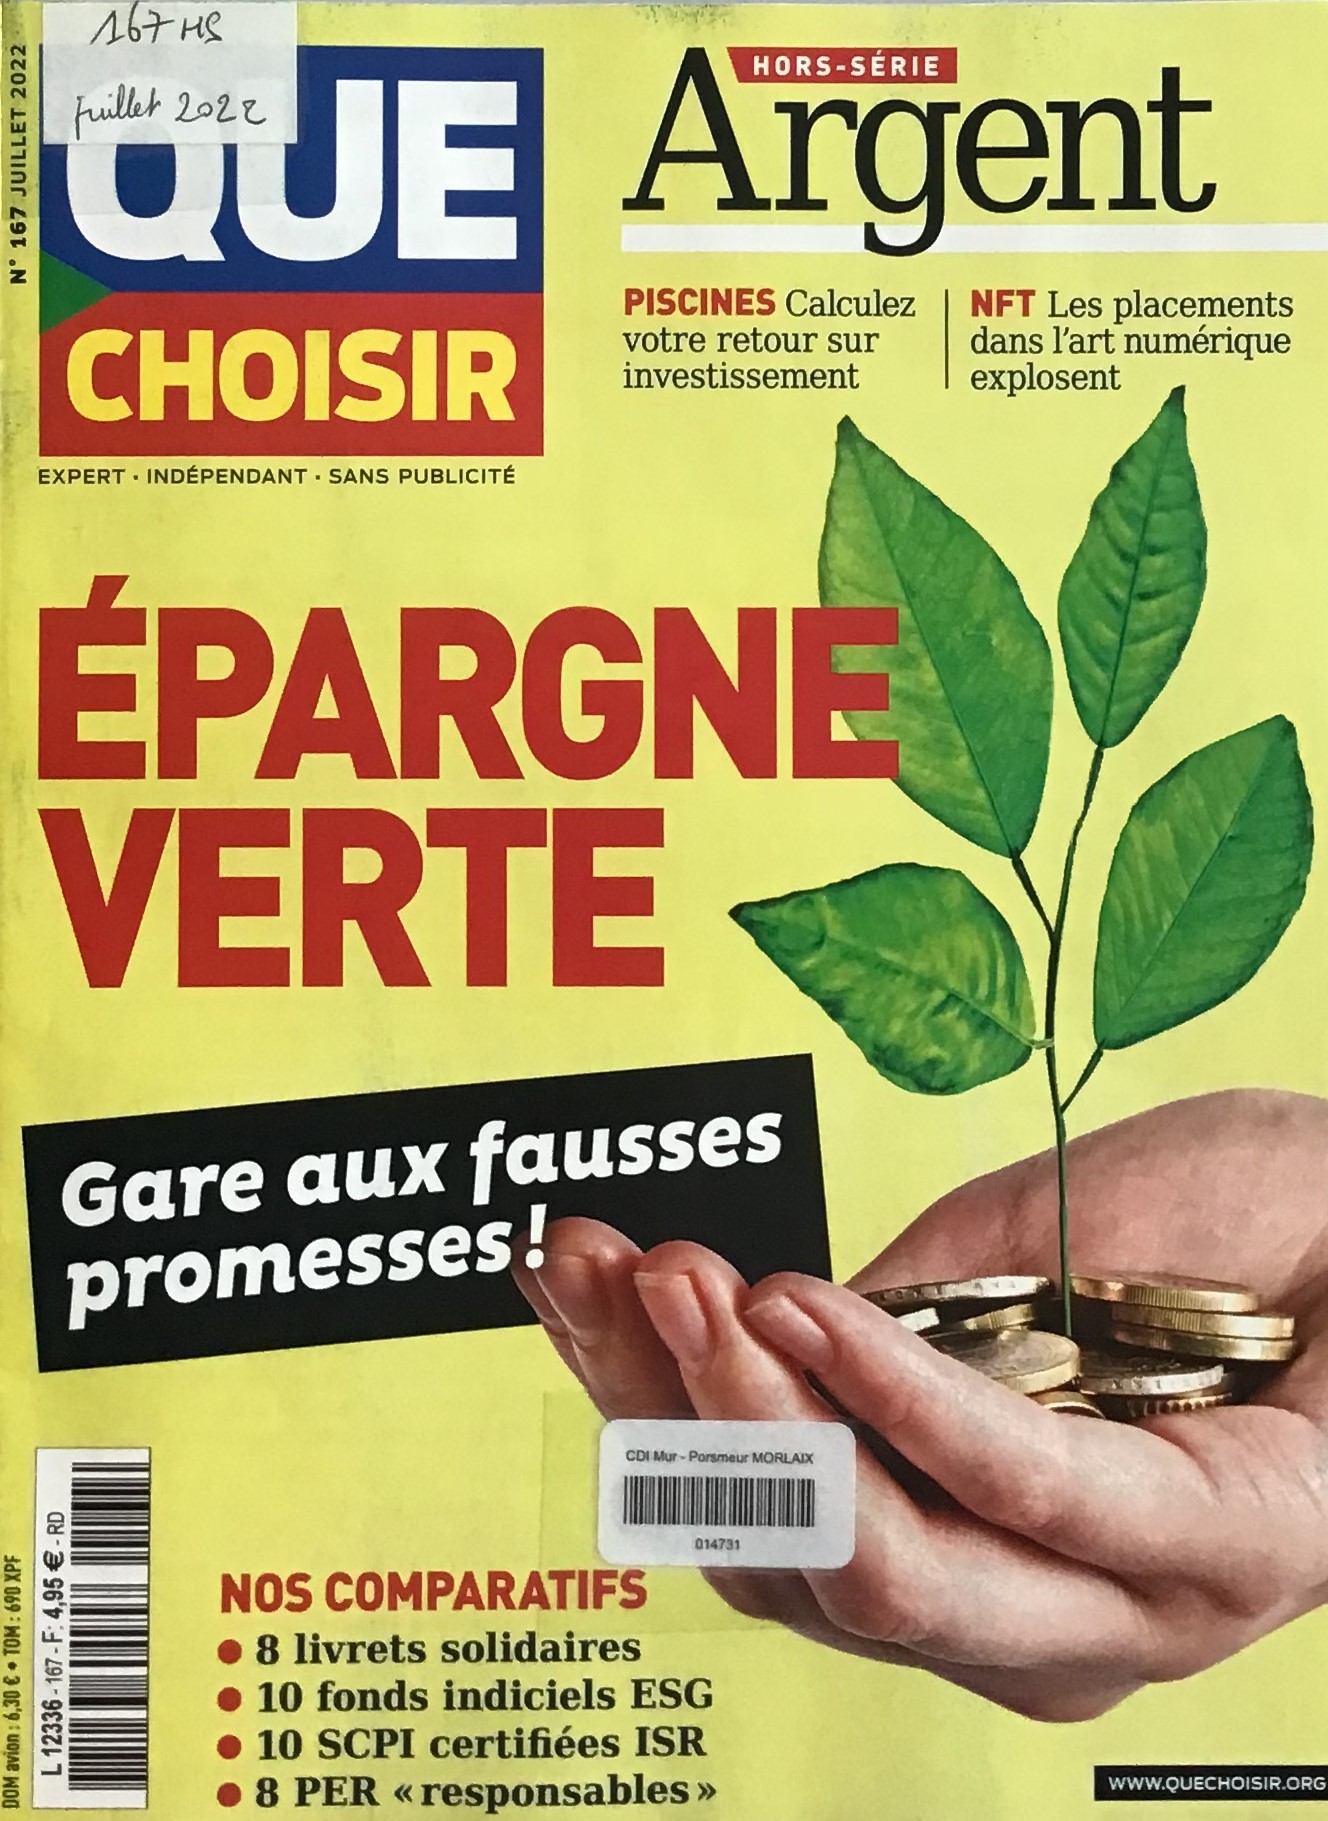 167 HS
juillet 2022
N° 167 JUILLET 2022
QUE
CHOISIR
EXPERT · INDÉPENDANT · SANS PUBLICITÉ
HORS-SÉRIE
Argent
PISCINES Calculez
votre retour sur
investissement
NFT Les placements
dans l'art numérique
explosent
ÉPARGNE
VERTE
Gare aux fausses
promesses !
CDI Mur - Porsmeur MORLAIX
014731
NOS COMPARATIFS
• 8 livrets solidaires
• 10 fonds indiciels ESG
• 10 SCPI certifiées ISR
• 8 PER « responsables »
DOM avion : 6,30 € • TOM : 690 XPF
L 12336 - 167 - F: 4,95 € - RD
WWW.QUECHOISIR.ORG